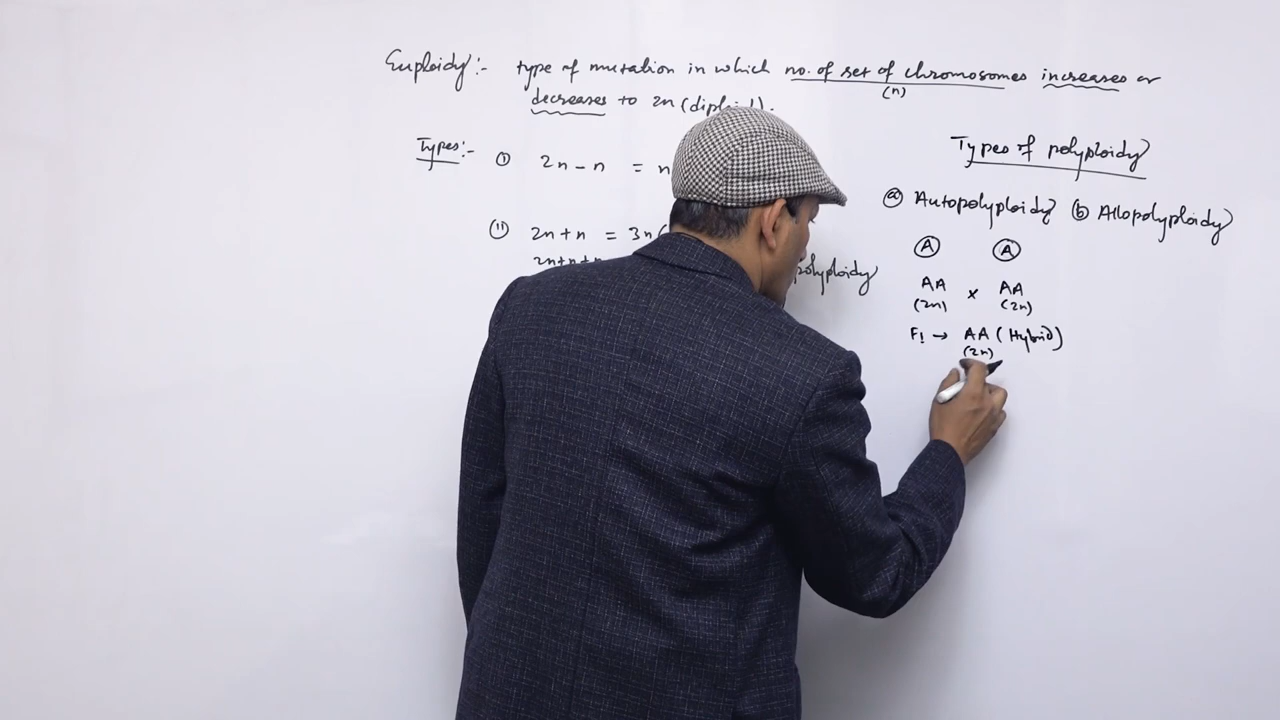 Euploidy:- type of mutation in which no. of set of chromosomes increases or
(n)
decreases to 2n (diploid).
Types:- (i) 2n - n = n
(ii) 2n + n = 3n(
2n+n+n
polyploidy
Types of polyploidy
(a) Autopolyploidy (b) Allopolyploidy
A A
AA x AA
(2n) (2n)
F1 → AA (Hybrid)
(2n)